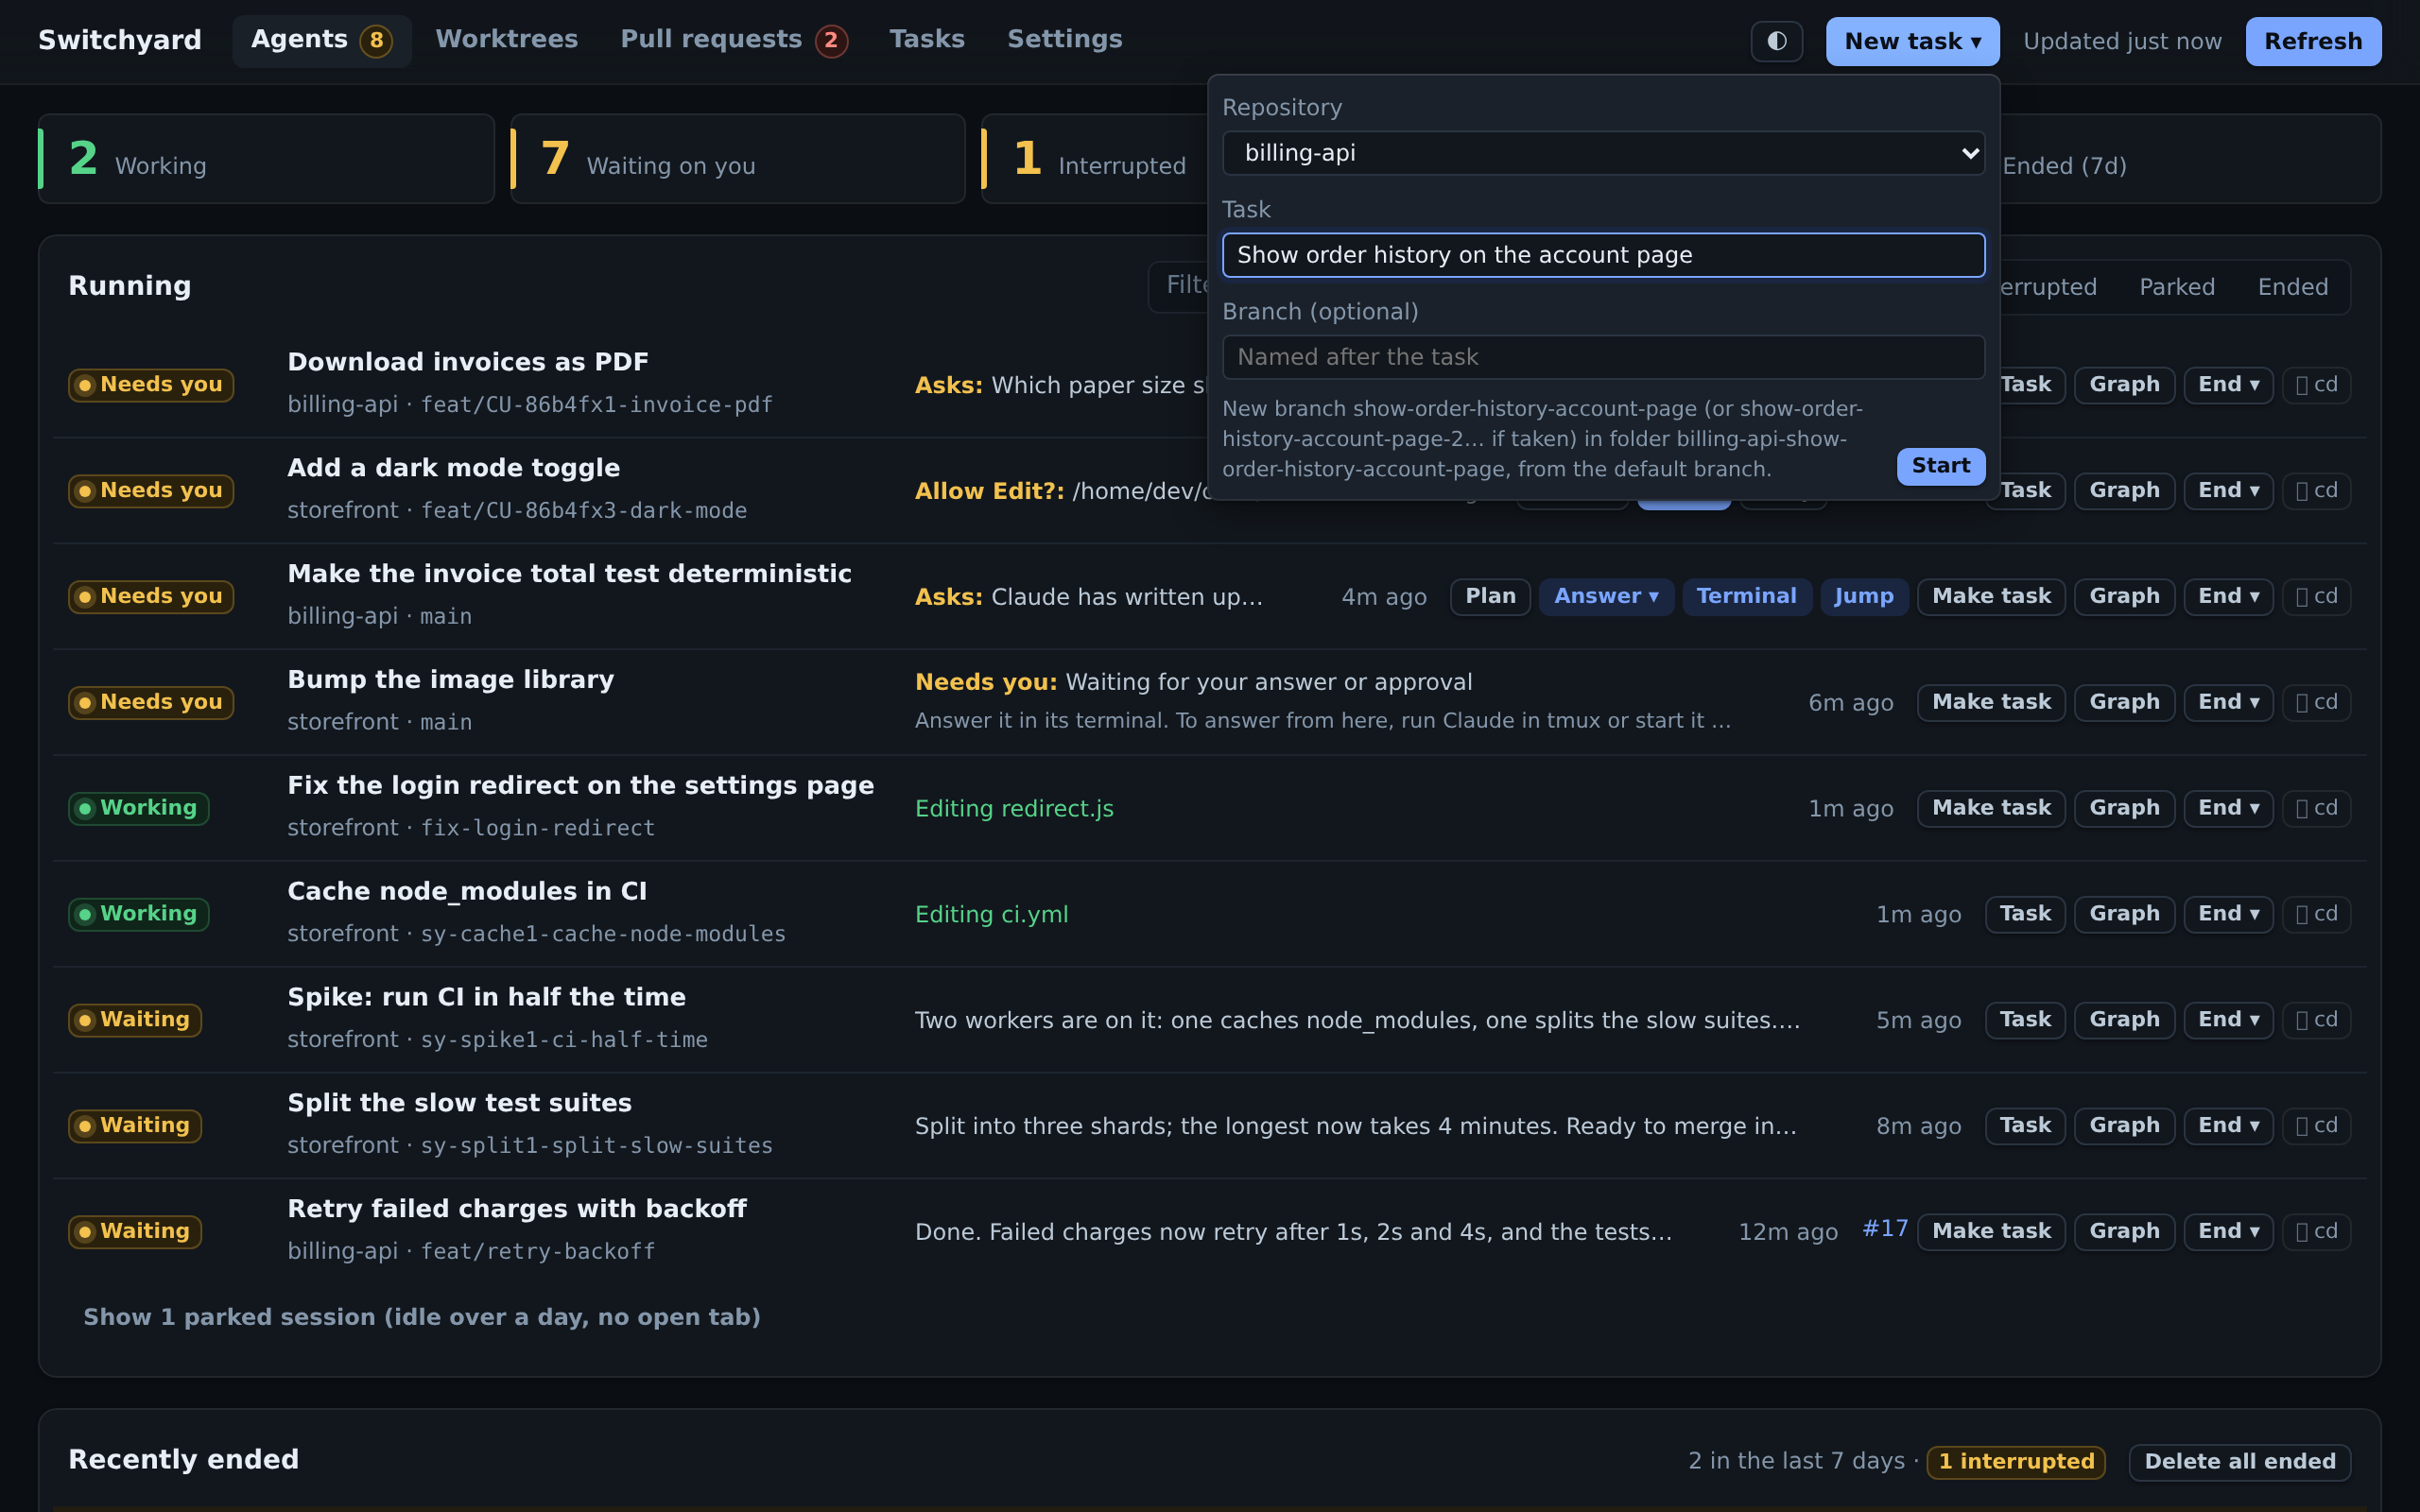 Switchyard Agents 8 Worktrees Pull requests 2 Tasks Settings New task ▾ Updated just now Refresh
2 Working 7 Waiting on you 1 Interrupted Ended (7d)
Repository
billing-api
Task
Show order history on the account page
Branch (optional)
Named after the task
New branch show-order-history-account-page (or show-order-
history-account-page-2... if taken) in folder billing-api-show-
order-history-account-page, from the default branch.
Start
Running Parked Ended
Download invoices as PDF
Needs you Asks: Which paper size Task Graph End ▾ cd
billing-api · feat/CU-86b4fx1-invoice-pdf
Add a dark mode toggle
Needs you Allow Edit?: Task Graph End ▾ cd
storefront · feat/CU-86b4fx3-dark-mode
Make the invoice total test deterministic
Needs you Asks: Claude has written up… 4m ago Plan Answer ▾ Terminal Jump Make task Graph End ▾ cd
billing-api · main
Bump the image library
Needs you Needs you: Waiting for your answer or approval 6m ago Make task Graph End ▾ cd
storefront · main
Answer it in its terminal. To answer from here, run Claude in tmux or start it …
Fix the login redirect on the settings page
Working Editing redirect.js 1m ago Make task Graph End ▾ cd
storefront · fix-login-redirect
Cache node_modules in CI
Working Editing ci.yml 1m ago Task Graph End ▾ cd
storefront · sy-cache1-cache-node-modules
Spike: run CI in half the time
Waiting Two workers are on it: one caches node_modules, one splits the slow suites.… 5m ago Task Graph End ▾ cd
storefront · sy-spike1-ci-half-time
Split the slow test suites
Waiting Split into three shards; the longest now takes 4 minutes. Ready to merge in… 8m ago Task Graph End ▾ cd
storefront · sy-split1-split-slow-suites
Retry failed charges with backoff
Waiting Done. Failed charges now retry after 1s, 2s and 4s, and the tests… 12m ago #17 Make task Graph End ▾ cd
billing-api · feat/retry-backoff
Show 1 parked session (idle over a day, no open tab)
Recently ended 2 in the last 7 days · 1 interrupted Delete all ended